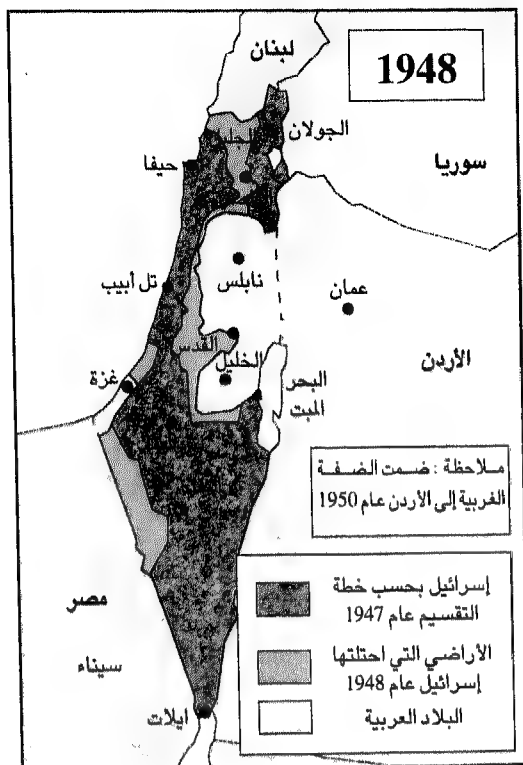 لبنان
1948
الجولان
الجليل
سوريا
حيفا
نابلس
تل أبيب
عمان
القدس
الخليل
الأردن
غزة
البحر
الميت
ملاحظة : ضمت الضفة
الغربية إلى الأردن عام 1950
إسرائيل بحسب خطة
التقسيم عام 1947
مصر
الأراضي التي احتلتها
إسرائيل عام 1948
سيناء
البلاد العربية
ايلات